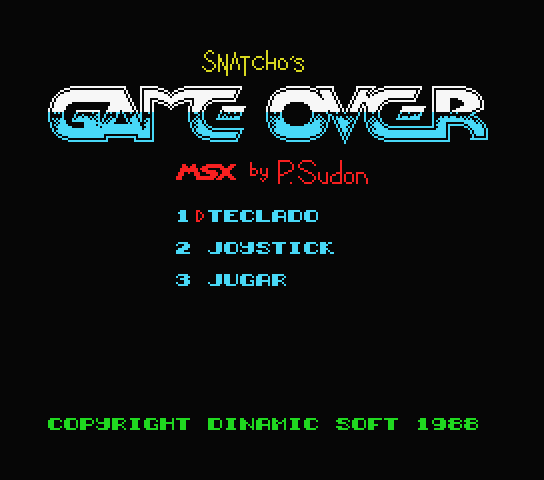 SNATCHO'S
GAME OVER
MSX by P.Sudon
1 TECLADO
2 JOYSTICK
3 JUGAR
COPYRIGHT DINAMIC SOFT 1988